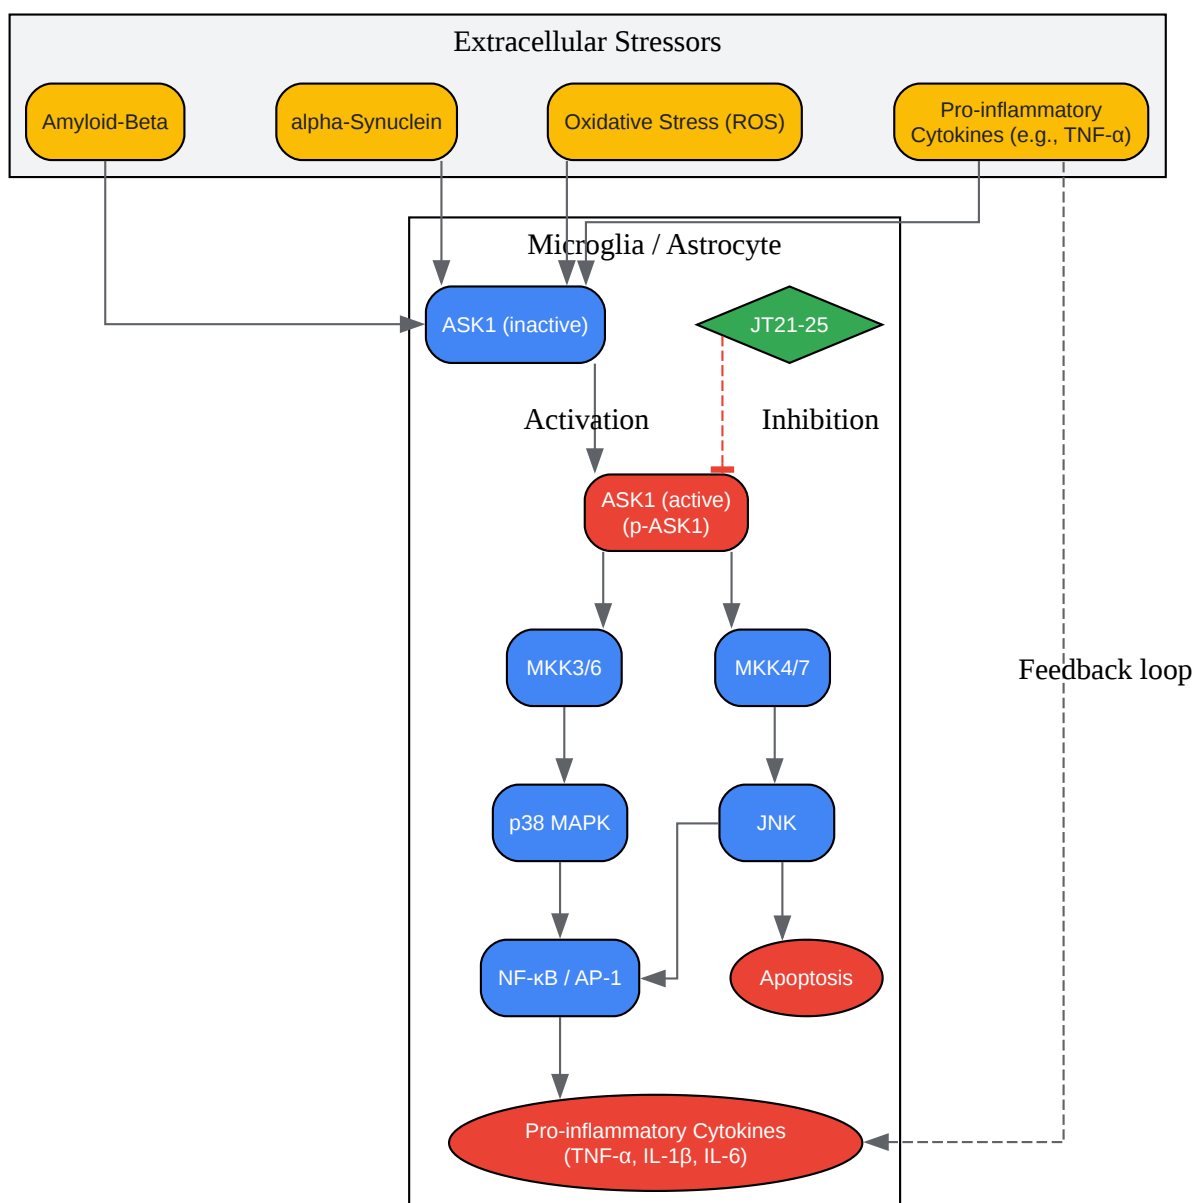 Extracellular Stressors
Amyloid-Beta
alpha-Synuclein
Oxidative Stress (ROS)
Pro-inflammatory
Cytokines (e.g., TNF-α)
Microglia / Astrocyte
ASK1 (inactive)
JT21-25
Activation
Inhibition
ASK1 (active)
(p-ASK1)
MKK3/6
MKK4/7
Feedback loop
p38 MAPK
JNK
NF-κB / AP-1
Apoptosis
Pro-inflammatory Cytokines
(TNF-α, IL-1β, IL-6)